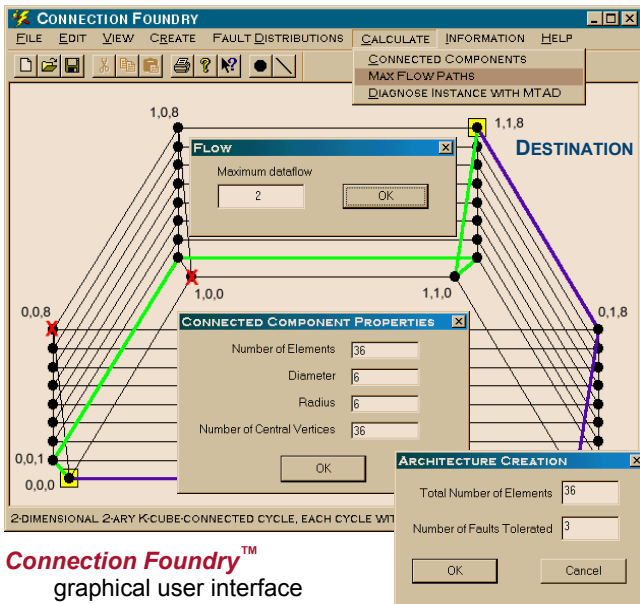 CONNECTION FOUNDRY
FILE EDIT VIEW CREATE FAULT DISTRIBUTIONS CALCULATE INFORMATION HELP
CONNECTED COMPONENTS
MAX FLOW PATHS
DIAGNOSE INSTANCE WITH MTAD
1,0,8
1,1,8
DESTINATION
FLOW
Maximum dataflow
2
OK
1,0,0
1,1,0
0,0,8
0,1,8
CONNECTED COMPONENT PROPERTIES
Number of Elements 36
Diameter 6
Radius 6
Number of Central Vertices 36
OK
0,0,1
0,0,0
ARCHITECTURE CREATION
Total Number of Elements 36
Number of Faults Tolerated 3
OK Cancel
2-DIMENSIONAL 2-ARY K-CUBE-CONNECTED CYCLE, EACH CYCLE WIT
Connection Foundry™
graphical user interface